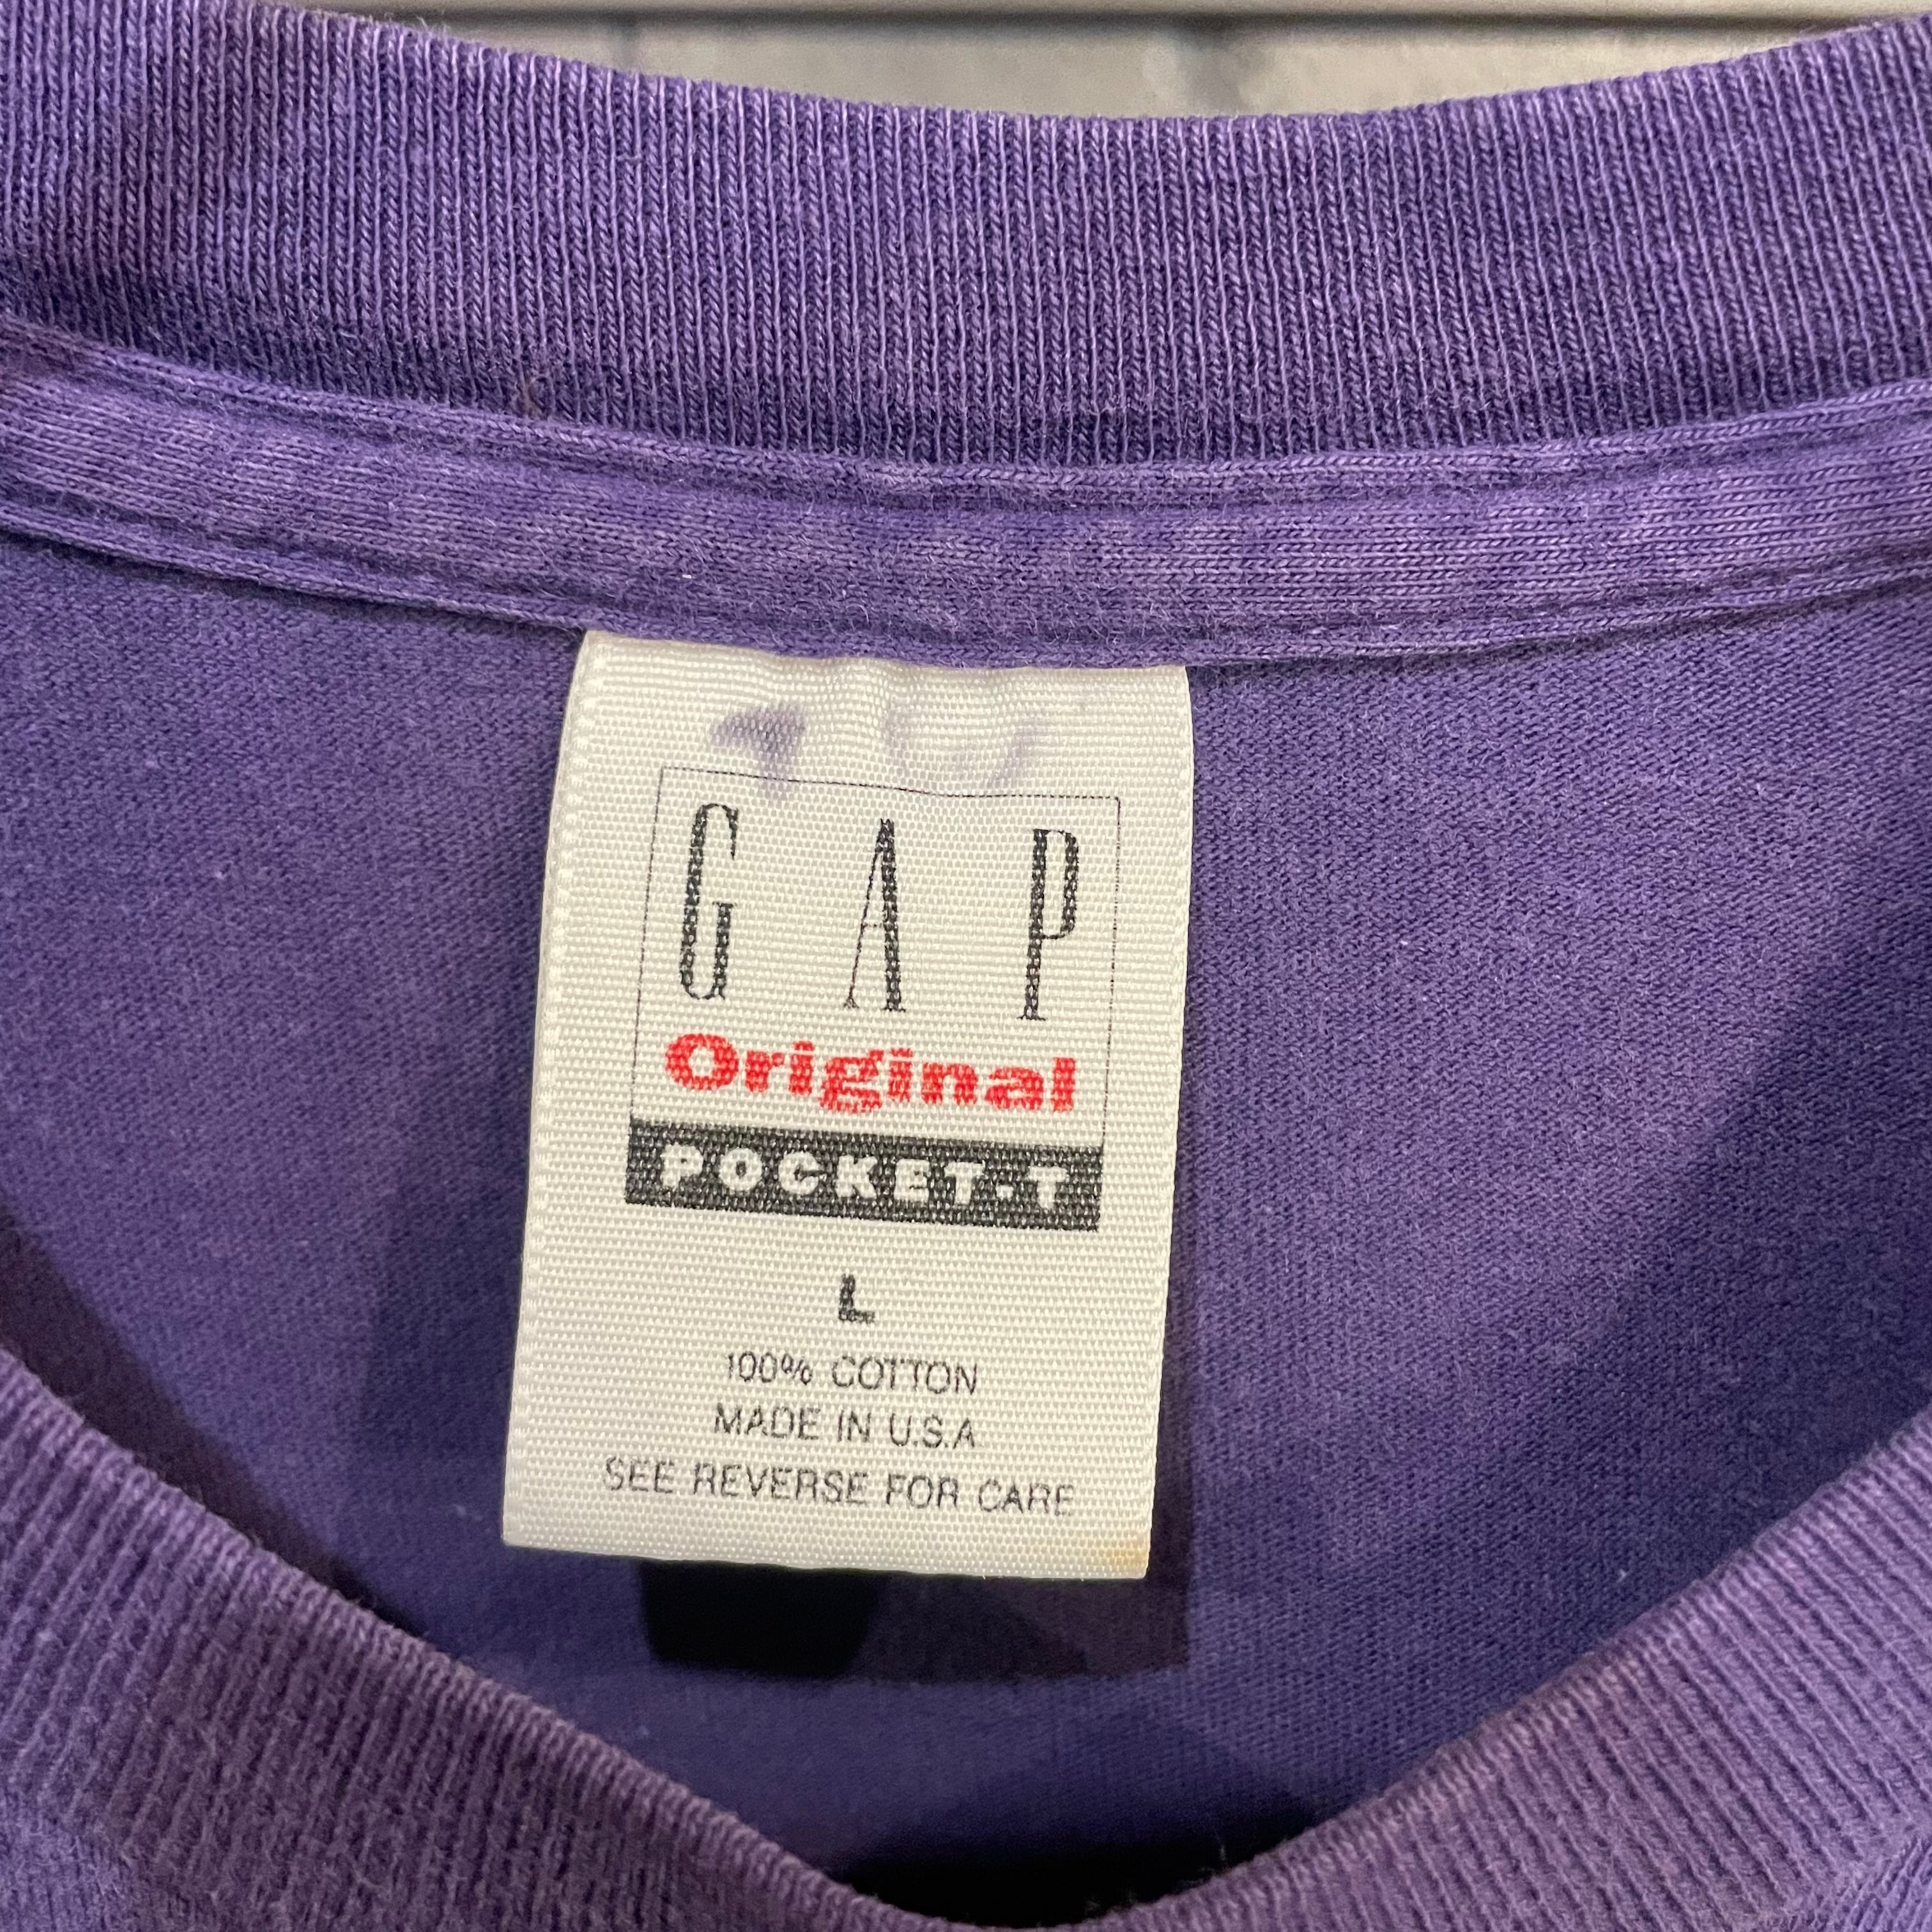 GAP
Original
POCKET-T
L
100% COTTON
MADE IN U.S.A.
SEE REVERSE FOR CARE